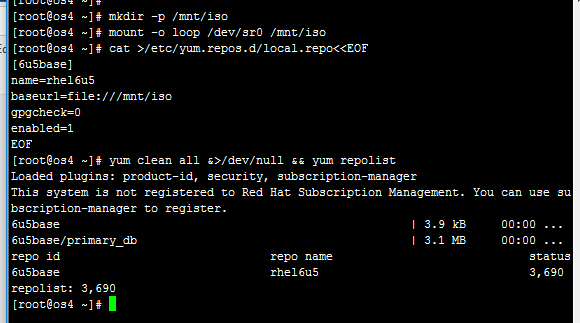 [root@os4 ~]# mkdir -p /mnt/iso
[root@os4 ~]# mount -o loop /dev/sr0 /mnt/iso
[root@os4 ~]# cat >/etc/yum.repos.d/local.repo<<EOF
[6u5base]
name=rhel6u5
baseurl=file:///mnt/iso
gpgcheck=0
enabled=1
EOF
[root@os4 ~]# yum clean all &>/dev/null && yum repolist
Loaded plugins: product-id, security, subscription-manager
This system is not registered to Red Hat Subscription Management. You can use su
bscription-manager to register.
6u5base | 3.9 kB 00:00 ...
6u5base/primary_db | 3.1 MB 00:00 ...
repo id repo name status
6u5base rhel6u5 3,690
repolist: 3,690
[root@os4 ~]#